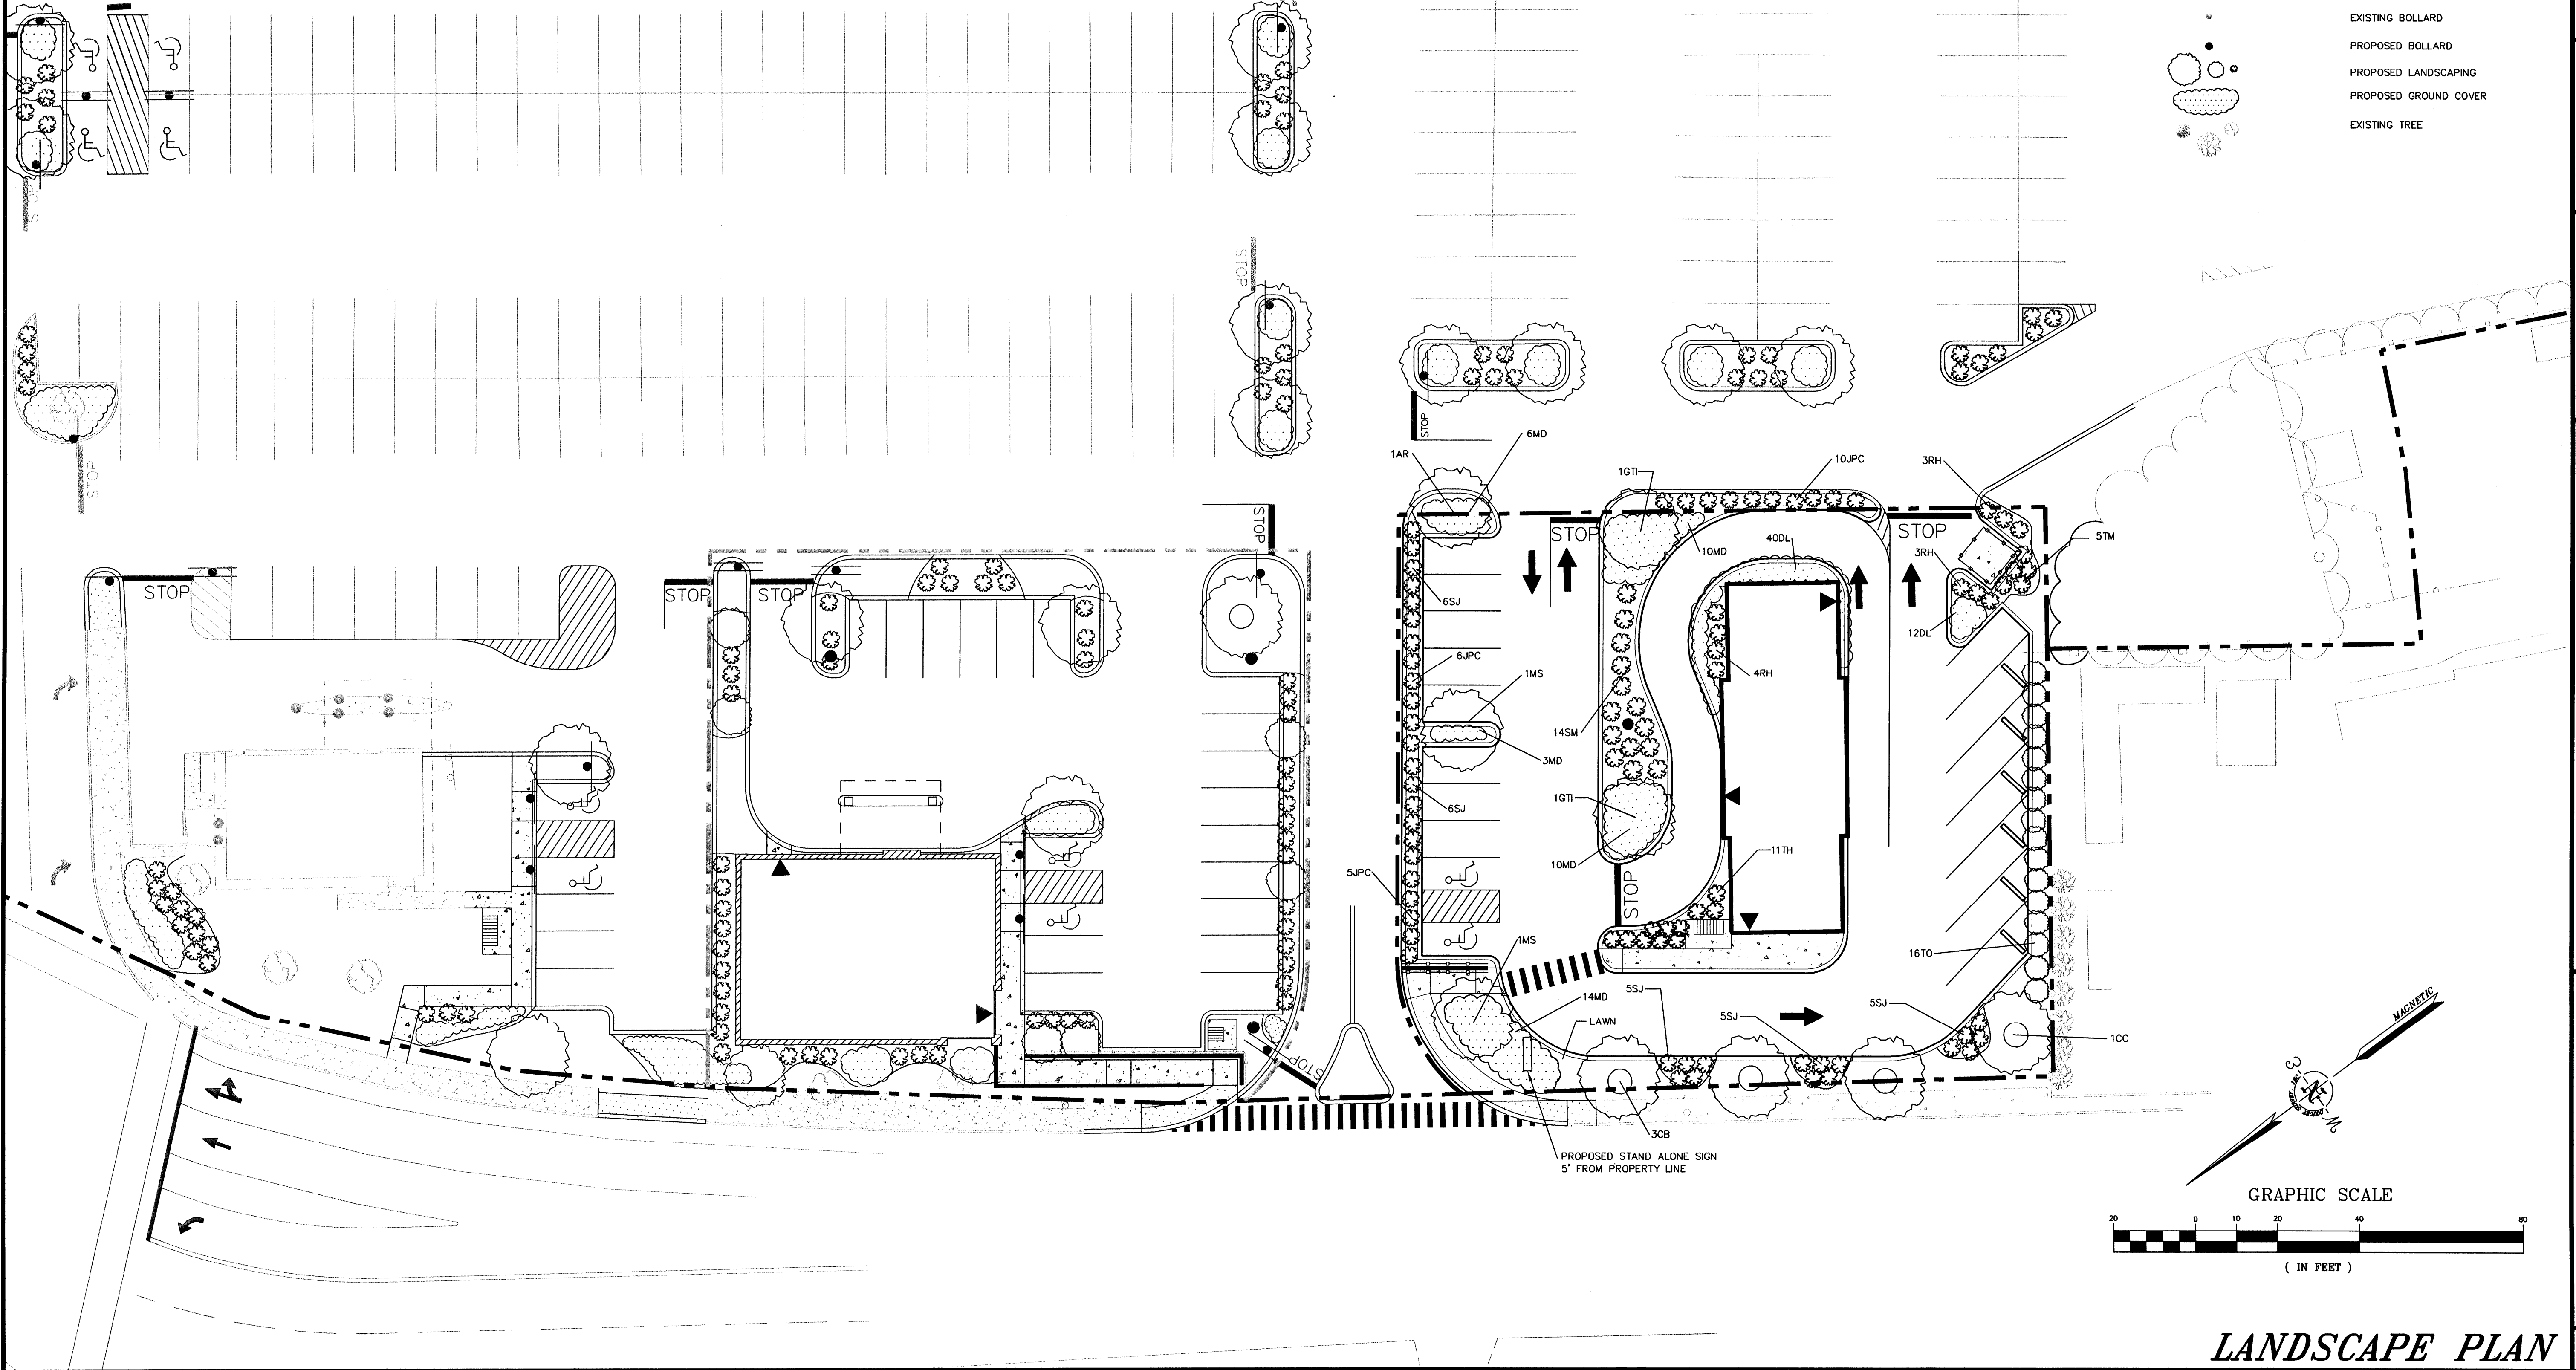 EXISTING BOLLARD
PROPOSED BOLLARD
PROPOSED LANDSCAPING
PROPOSED GROUND COVER
EXISTING TREE
STOP
STOP
STOP
STOP
STOP
6MD
1AR
1GTI
10JPC
3RH
STOP
STOP
STOP
5TM
10MD
40DL
3RH
STOP
STOP
STOP
6SJ
12DL
6JPC
1MS
4RH
14SM
3MD
1GTI
6SJ
10MD
11TH
5JPC
STOP
1MS
16TO
14MD
5SJ
5SJ
5SJ
LAWN
1CC
MAGNETIC
STOP
3CB
PROPOSED STAND ALONE SIGN
5' FROM PROPERTY LINE
N
W
GRAPHIC SCALE
20 0 10 20 40 80
( IN FEET )
LANDSCAPE PLAN